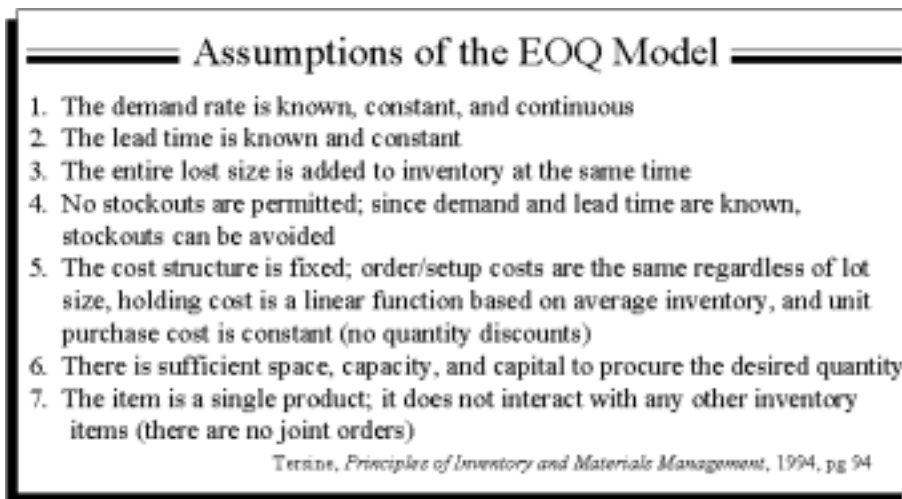 Assumptions of the EOQ Model
1. The demand rate is known, constant, and continuous
2. The lead time is known and constant
3. The entire lost size is added to inventory at the same time
4. No stockouts are permitted; since demand and lead time are known,
stockouts can be avoided
5. The cost structure is fixed; order/setup costs are the same regardless of lot
size, holding cost is a linear function based on average inventory, and unit
purchase cost is constant (no quantity discounts)
6. There is sufficient space, capacity, and capital to procure the desired quantity
7. The item is a single product; it does not interact with any other inventory
items (there are no joint orders)
Tersine, Principles of Inventory and Materials Management, 1994, pg 94